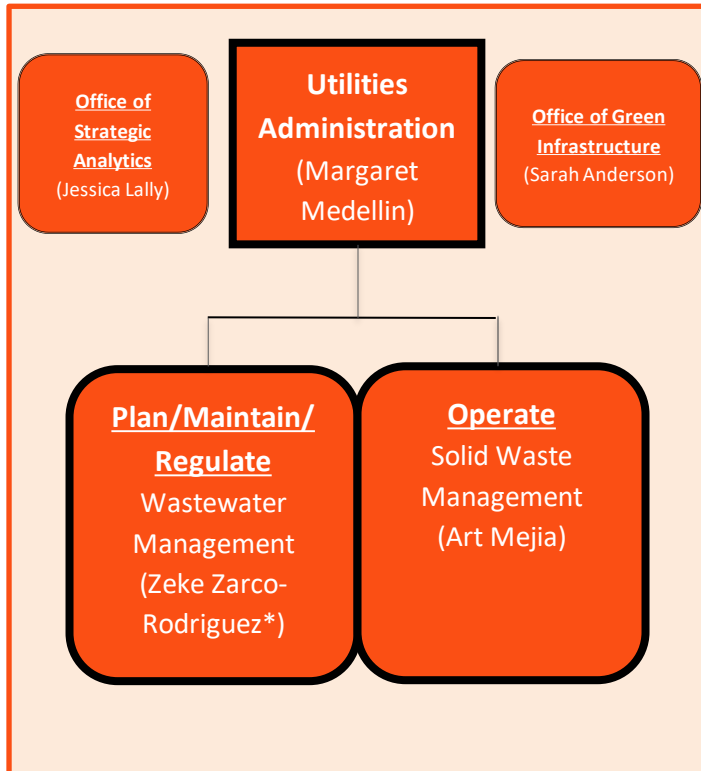 Office of
Strategic
Analytics
(Jessica Lally)
Utilities
Administration
(Margaret
Medellin)
Office of Green
Infrastructure
(Sarah Anderson)
Plan/Maintain/
Regulate
Wastewater
Management
(Zeke Zarco-
Rodriguez*)
Operate
Solid Waste
Management
(Art Mejia)